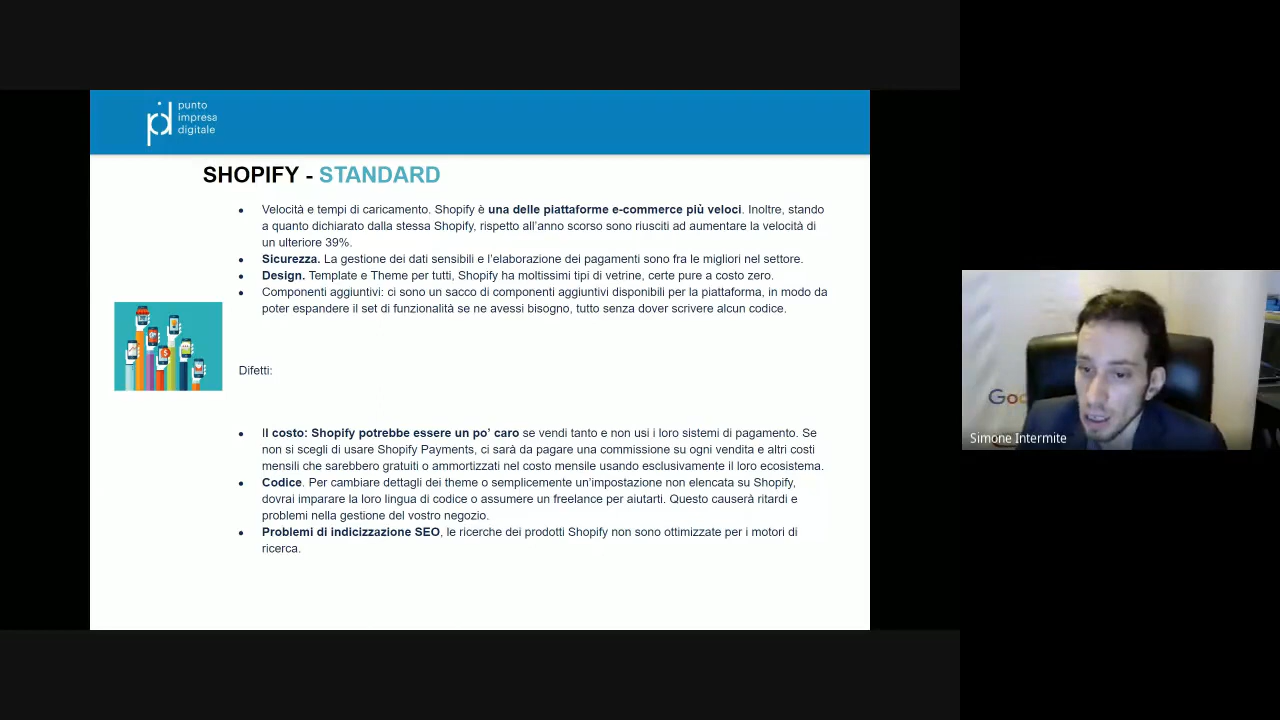 punto
impresa
digitale
SHOPIFY - STANDARD
Velocità e tempi di caricamento. Shopify è una delle piattaforme e-commerce più veloci. Inoltre, stando
a quanto dichiarato dalla stessa Shopify, rispetto all'anno scorso sono riusciti ad aumentare la velocità di
un ulteriore 39%.
Sicurezza. La gestione dei dati sensibili e l'elaborazione dei pagamenti sono fra le migliori nel settore.
Design. Template e Theme per tutti, Shopify ha moltissimi tipi di vetrine, certe pure a costo zero.
Componenti aggiuntivi: ci sono un sacco di componenti aggiuntivi disponibili per la piattaforma, in modo da
poter espandere il set di funzionalità se ne avessi bisogno, tutto senza dover scrivere alcun codice.
Difetti:
Il costo: Shopify potrebbe essere un po' caro se vendi tanto e non usi i loro sistemi di pagamento. Se
non si scegli di usare Shopify Payments, ci sarà da pagare una commissione su ogni vendita e altri costi
mensili che sarebbero gratuiti o ammortizzati nel costo mensile usando esclusivamente il loro ecosistema.
Codice. Per cambiare dettagli dei theme o semplicemente un'impostazione non elencata su Shopify,
dovrai imparare la loro lingua di codice o assumere un freelance per aiutarti. Questo causerà ritardi e
problemi nella gestione del vostro negozio.
Problemi di indicizzazione SEO, le ricerche dei prodotti Shopify non sono ottimizzate per i motori di
ricerca.
Goo
Simone Intermite